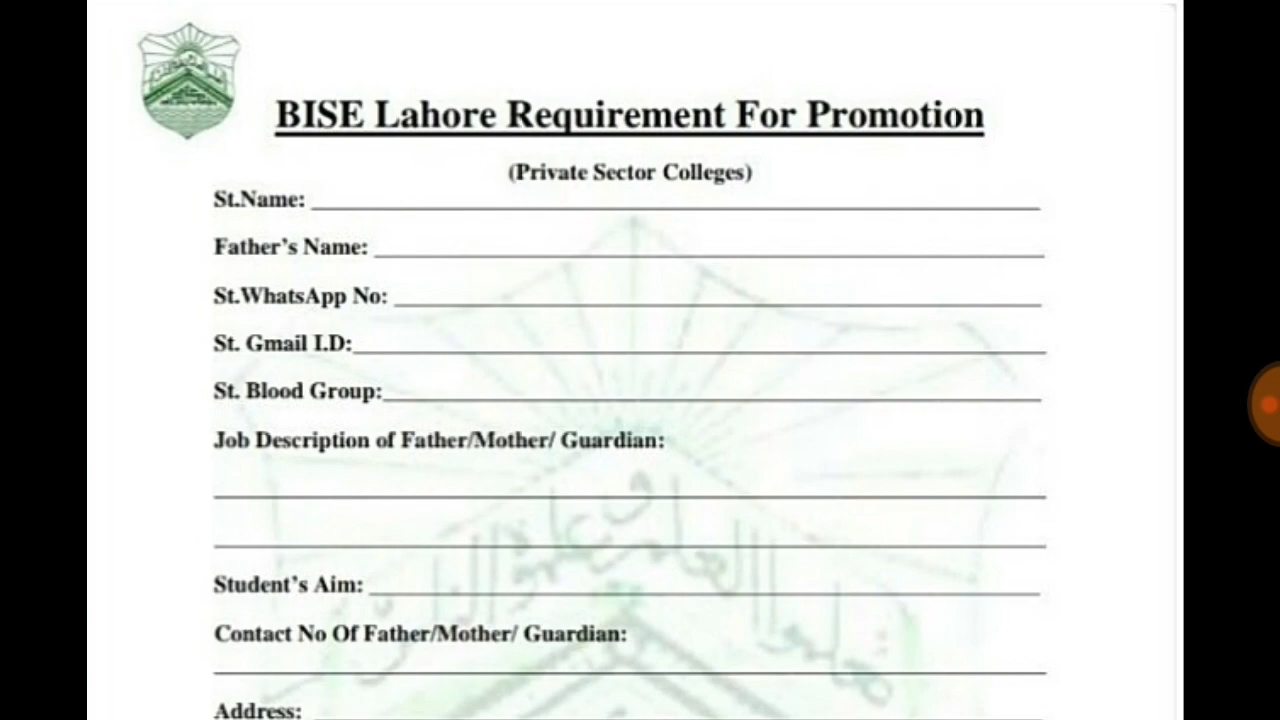 BISE Lahore Requirement For Promotion
(Private Sector Colleges)
St.Name:
Father's Name:
St.WhatsApp No:
St. Gmail I.D:
St. Blood Group:
Job Description of Father/Mother/ Guardian:
Student's Aim:
Contact No Of Father/Mother/ Guardian:
Address: